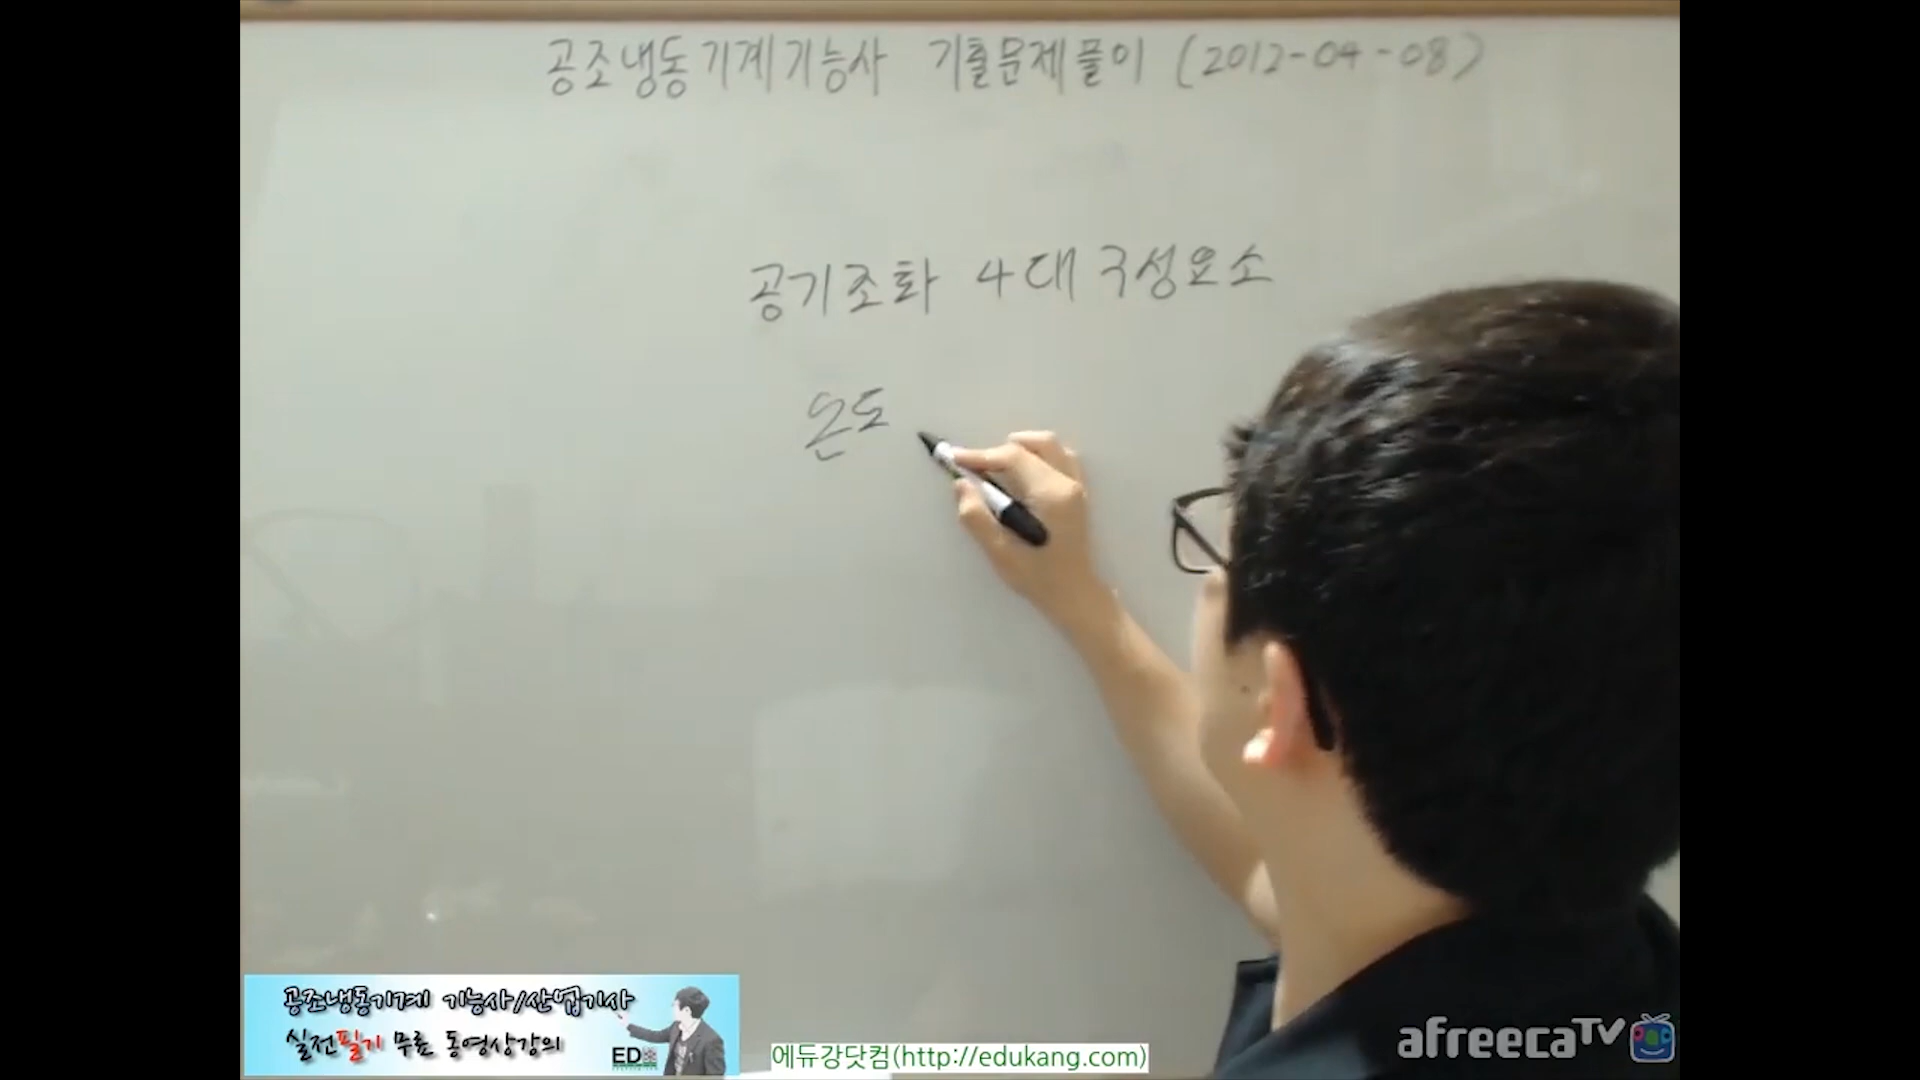 공조냉동기계기능사 기출문제풀이 (2012-04-08)
공기조화 4대 구성요소
온도
공조냉동기계 기능사/산업기사
실전필기 무료 동영상강의
에듀강닷컴(http://edukang.com)
afreecaTV